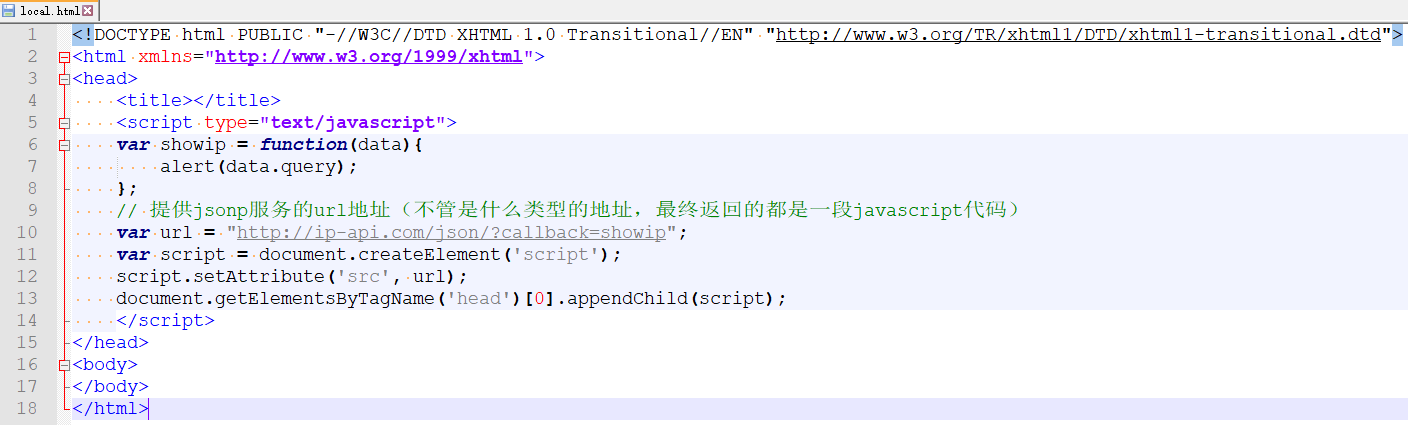 local.html
1 <!DOCTYPE html PUBLIC "-//W3C//DTD XHTML 1.0 Transitional//EN" "http://www.w3.org/TR/xhtml1/DTD/xhtml1-transitional.dtd">
2 <html xmlns="http://www.w3.org/1999/xhtml">
3 <head>
4     <title></title>
5     <script type="text/javascript">
6     var showip = function(data){
7         alert(data.query);
8     };
9     // 提供jsonp服务的url地址（不管是什么类型的地址，最终返回的都是一段javascript代码）
10     var url = "http://ip-api.com/json/?callback=showip";
11     var script = document.createElement('script');
12     script.setAttribute('src', url);
13     document.getElementsByTagName('head')[0].appendChild(script);
14     </script>
15 </head>
16 <body>
17 </body>
18 </html>